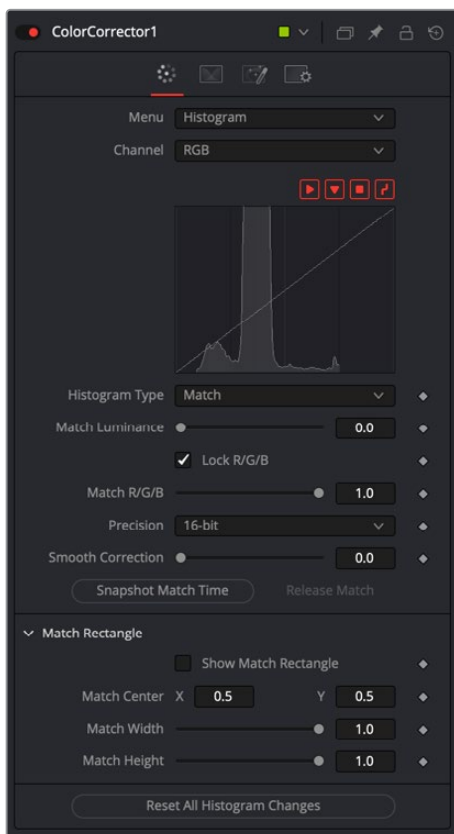 ColorCorrector1
Menu Histogram
Channel RGB
Histogram Type Match
Match Luminance 0.0
Lock R/G/B
Match R/G/B 1.0
Precision 16-bit
Smooth Correction 0.0
Snapshot Match Time Release Match
Match Rectangle
Show Match Rectangle
Match Center X 0.5 Y 0.5
Match Width 1.0
Match Height 1.0
Reset All Histogram Changes